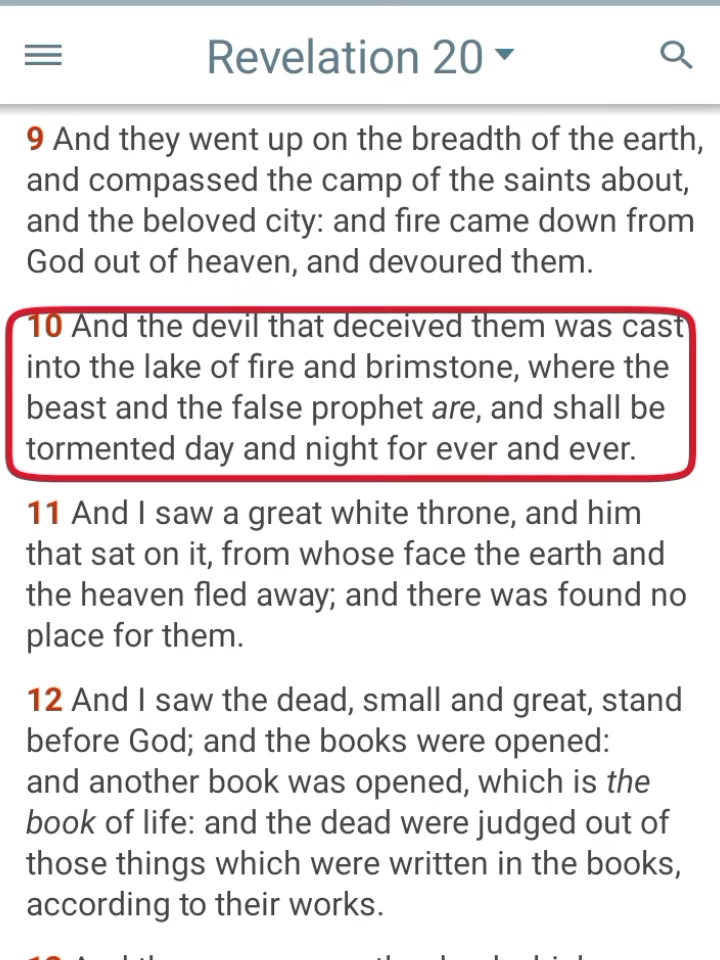 Revelation 20
9 And they went up on the breadth of the earth,
and compassed the camp of the saints about,
and the beloved city: and fire came down from
God out of heaven, and devoured them.
10 And the devil that deceived them was cast
into the lake of fire and brimstone, where the
beast and the false prophet are, and shall be
tormented day and night for ever and ever.
11 And I saw a great white throne, and him
that sat on it, from whose face the earth and
the heaven fled away; and there was found no
place for them.
12 And I saw the dead, small and great, stand
before God; and the books were opened:
and another book was opened, which is the
book of life: and the dead were judged out of
those things which were written in the books,
according to their works.